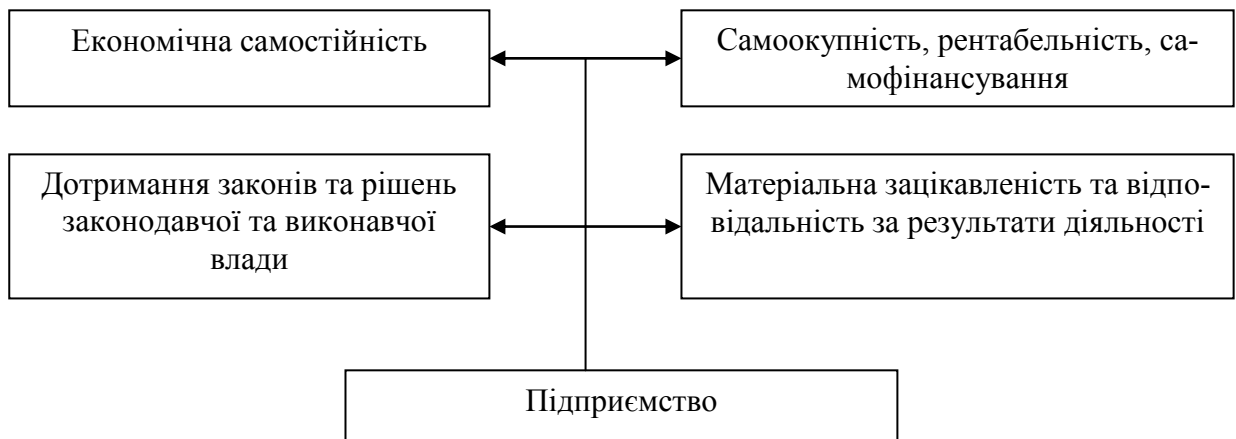 Економічна самостійність
Самоокупність, рентабельність, са-
мофінансування
Дотримання законів та рішень
законодавчої та виконавчої
влади
Матеріальна зацікавленість та відпо-
відальність за результати діяльності
Підприємство